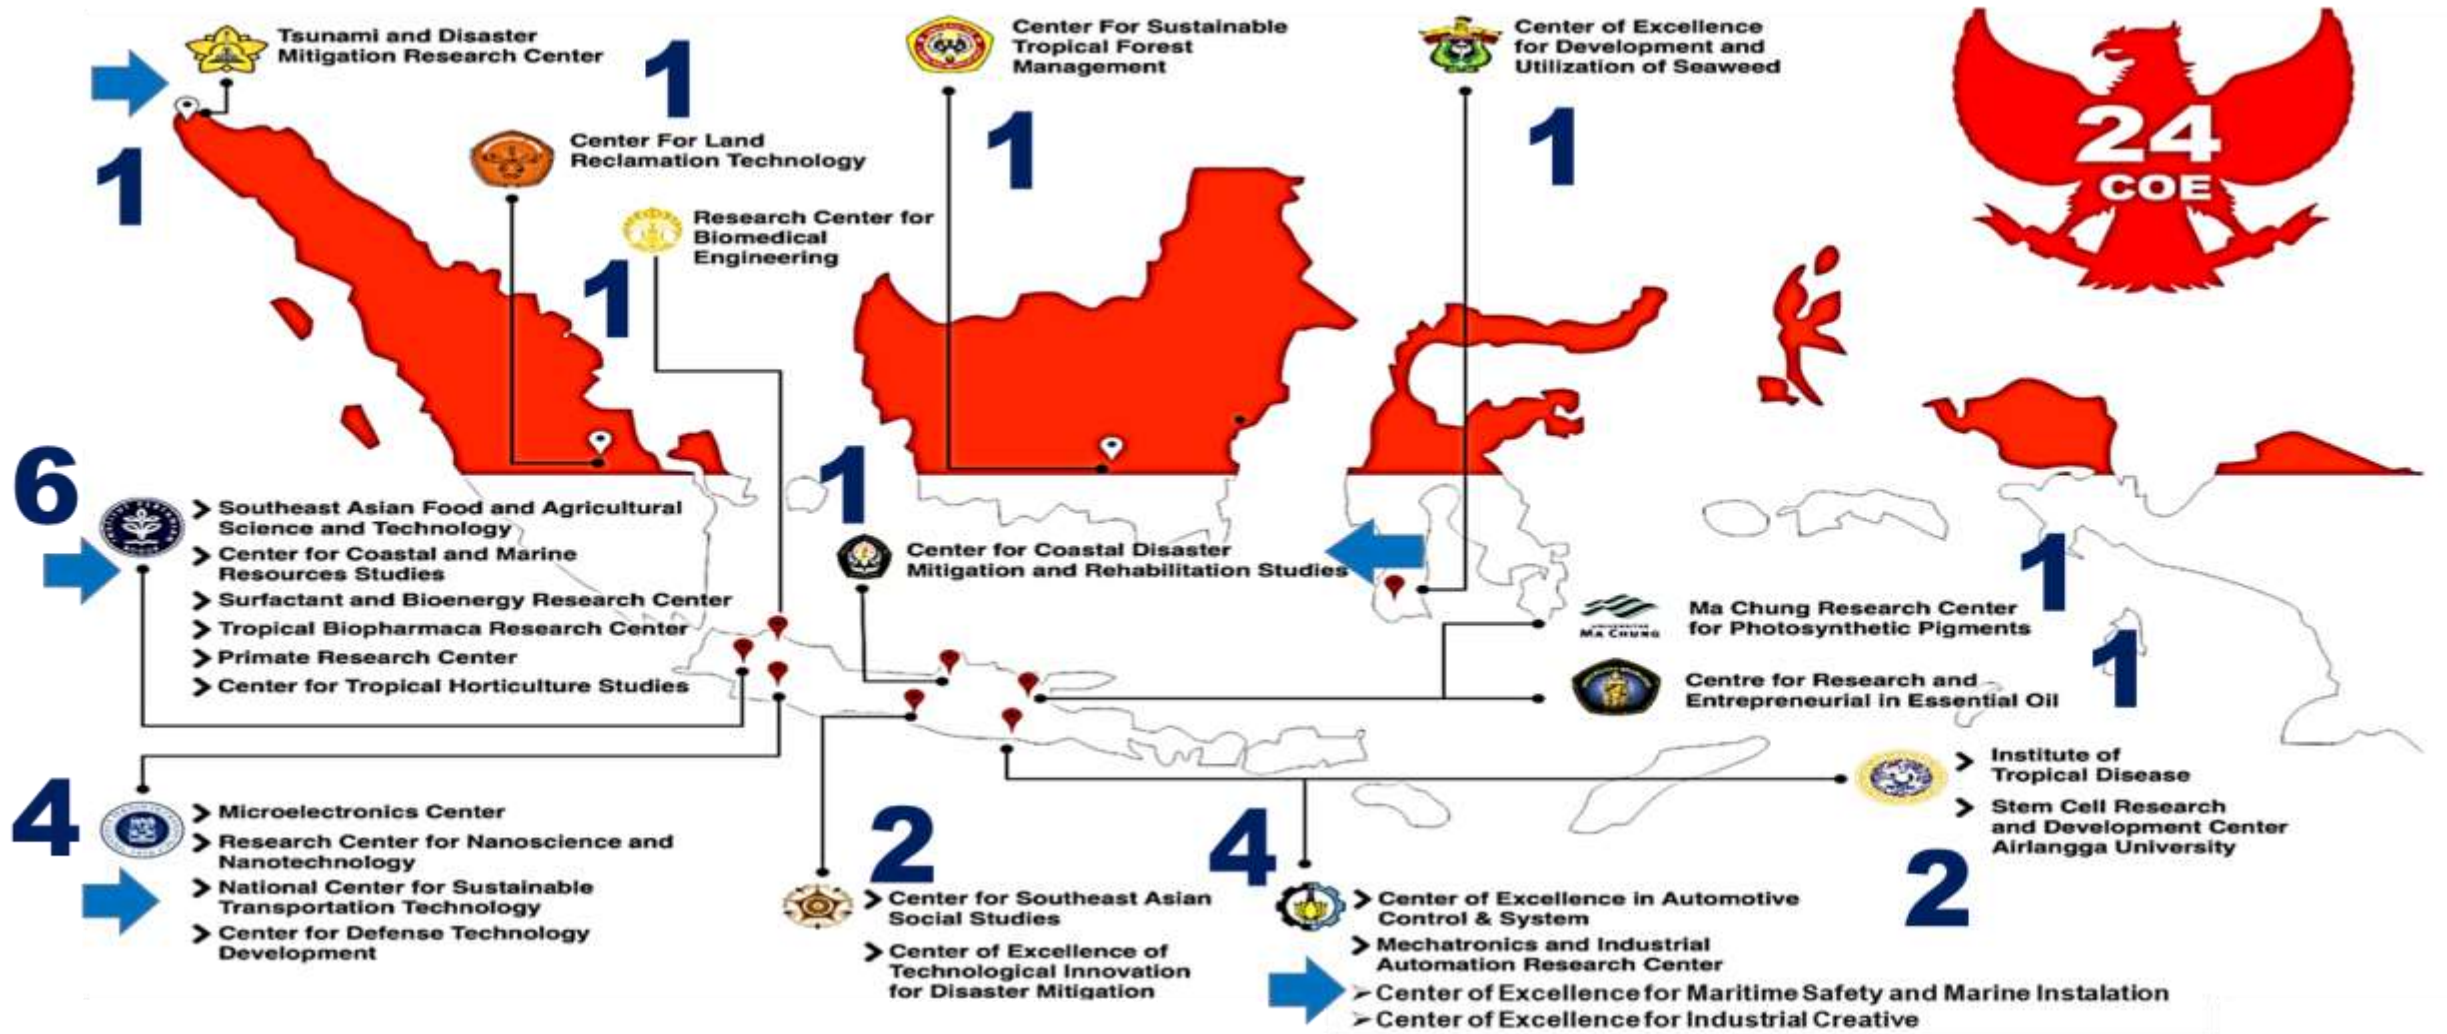 Tsunami and Disaster
Mitigation Research Center
1
1
Center For Land
Reclamation Technology
Research Center for
Biomedical
Engineering
1
Center For Sustainable
Tropical Forest
Management
1
Center of Excellence
for Development and
Utilization of Seaweed
1
24
COE
6
Southeast Asian Food and Agricultural
Science and Technology
Center for Coastal and Marine
Resources Studies
Surfactant and Bioenergy Research Center
Tropical Biopharmaca Research Center
Primate Research Center
Center for Tropical Horticulture Studies
1
Center for Coastal Disaster
Mitigation and Rehabilitation Studies
1
MA CHUNG
Ma Chung Research Center
for Photosynthetic Pigments
1
Centre for Research and
Entrepreneurial in Essential Oil
4
Microelectronics Center
Research Center for Nanoscience and
Nanotechnology
National Center for Sustainable
Transportation Technology
Center for Defense Technology
Development
2
Center for Southeast Asian
Social Studies
Center of Excellence of
Technological Innovation
for Disaster Mitigation
4
Center of Excellence in Automotive
Control & System
Mechatronics and Industrial
Automation Research Center
Center of Excellence for Maritime Safety and Marine Instalation
Center of Excellence for Industrial Creative
Institute of
Tropical Disease
Stem Cell Research
and Development Center
Airlangga University
2